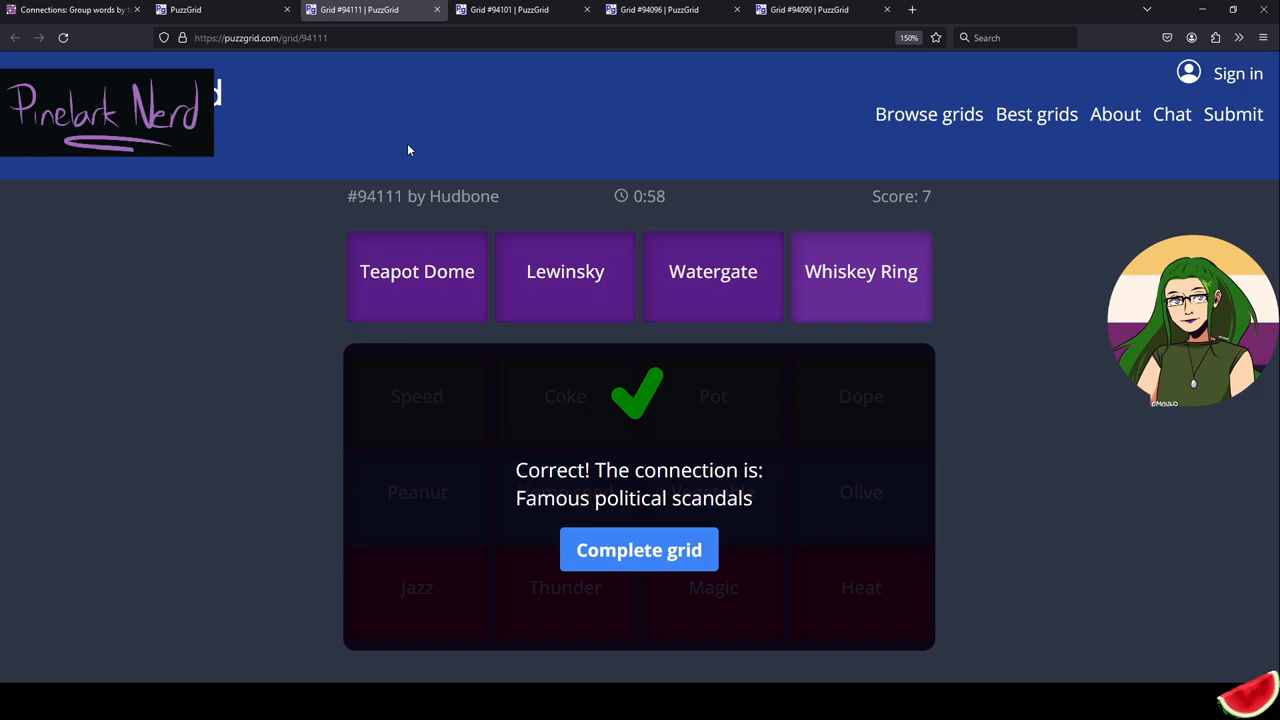 Connections: Group words by t
PuzzGrid
Grid #94111 | PuzzGrid
Grid #94101 | PuzzGrid
Grid #94096 | PuzzGrid
Grid #94090 | PuzzGrid
https://puzzgrid.com/grid/94111
150%
Search
Pinelark Nerd
d
Sign in
Browse grids Best grids About Chat Submit
#94111 by Hudbone
0:58
Score: 7
Teapot Dome Lewinsky Watergate Whiskey Ring
Speed Coke Pot Dope
Correct! The connection is:
Famous political scandals
Peanut Olive
Complete grid
Jazz Thunder Magic Heat